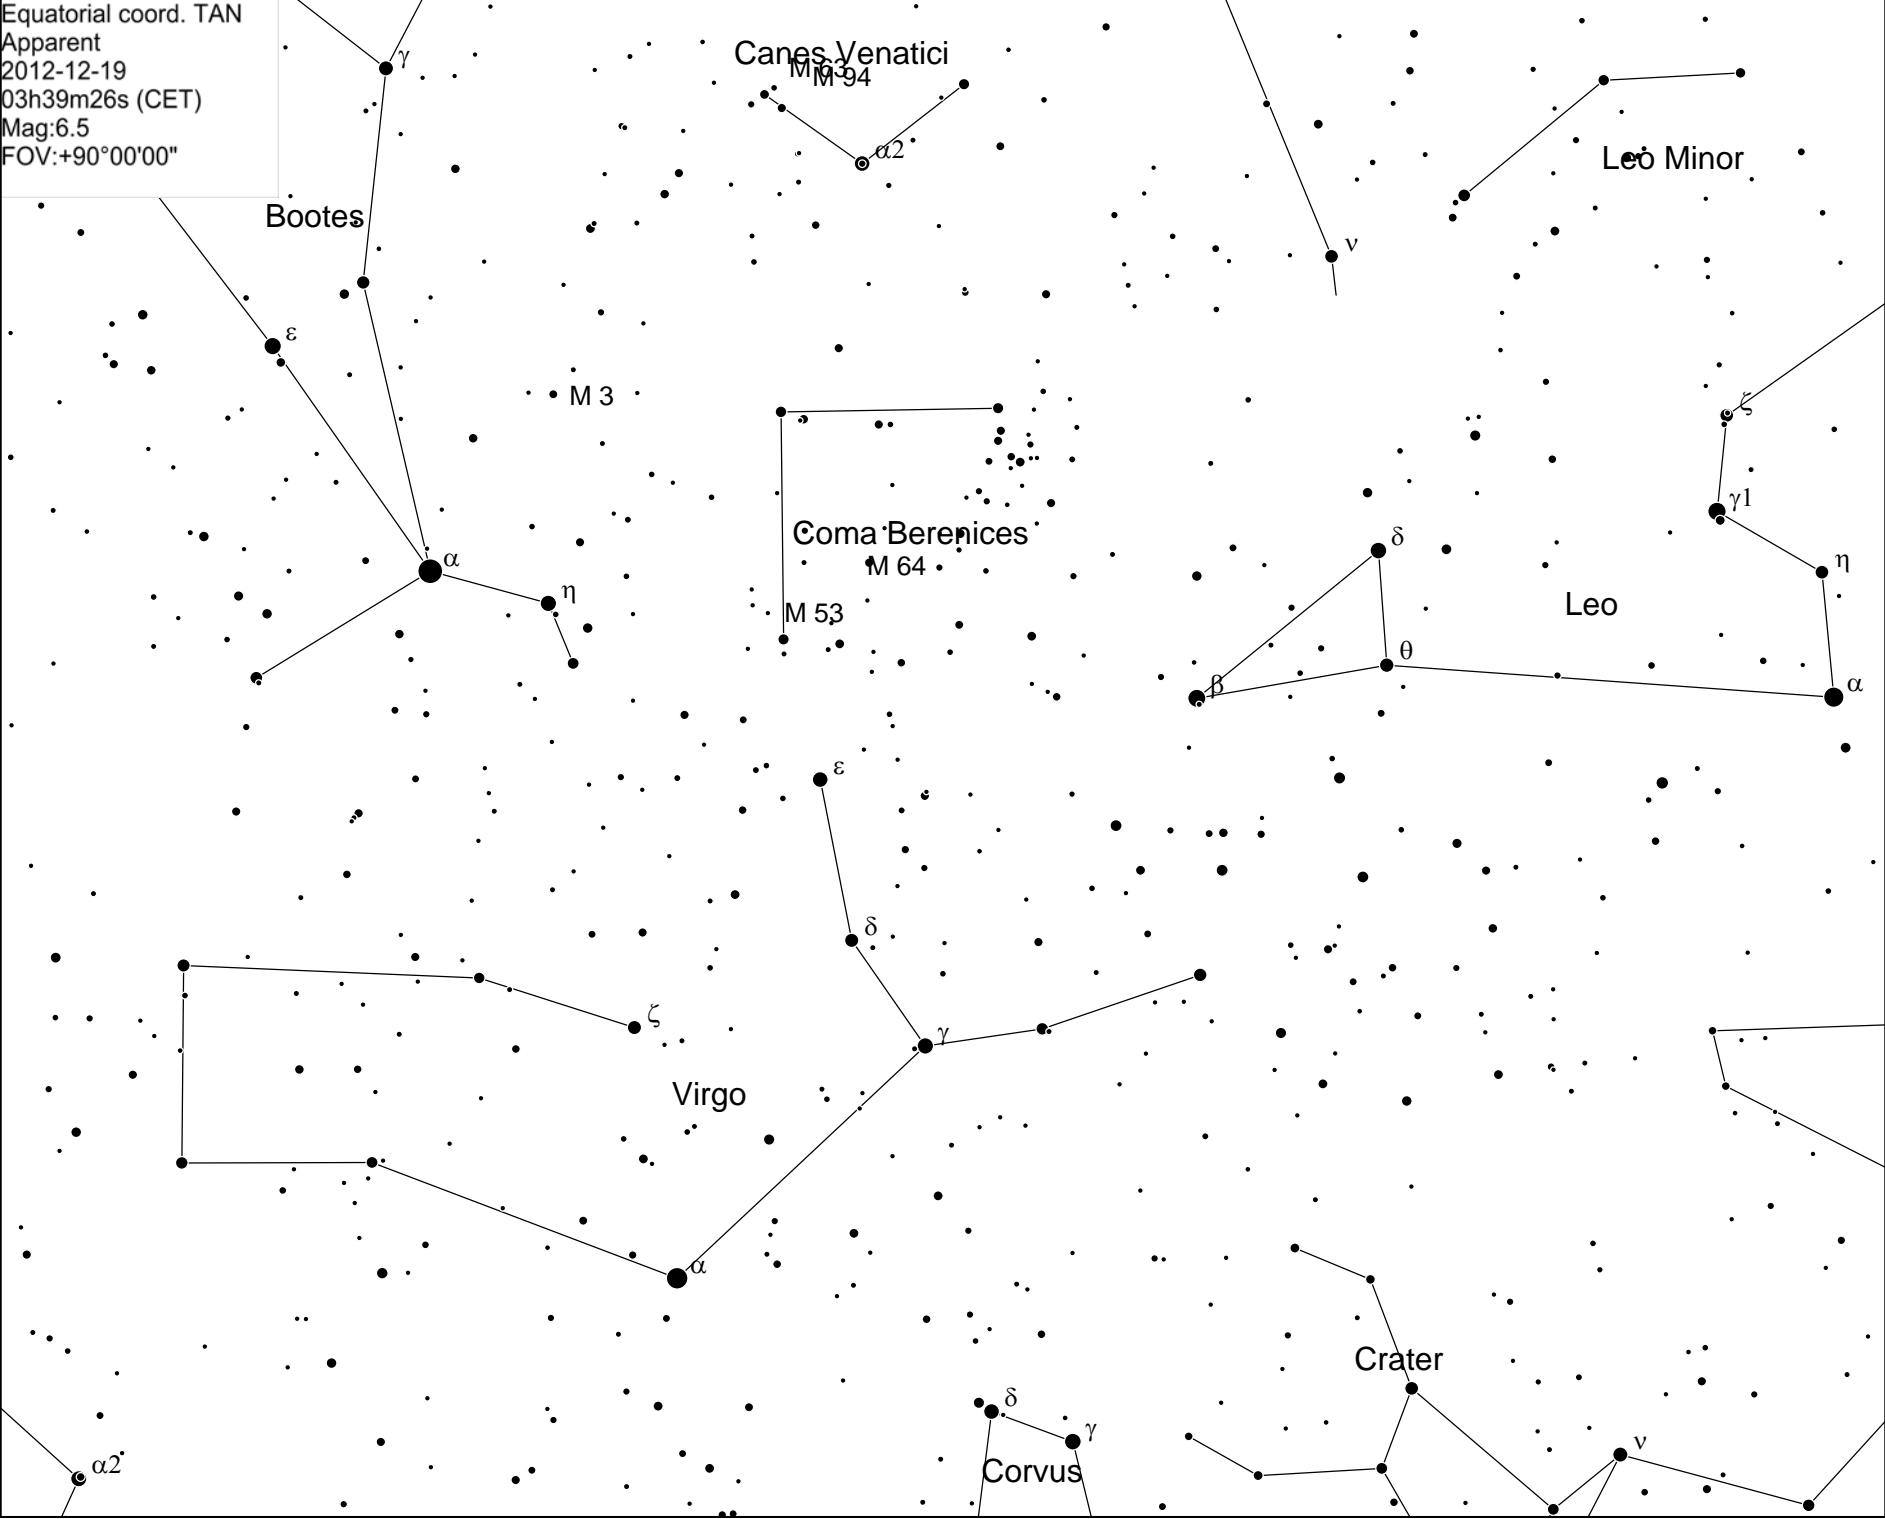 Equatorial coord. TAN
Apparent
2012-12-19
03h39m26s (CET)
Mag:6.5
FOV:+90°00'00"
γ
Canes Venatici
M 63
M 94
α2
Leo Minor
Bootes
ν
ε
M 3
ζ
γ1
Coma Berenices
δ
α
M 64
η
η
Leo
M 53
θ
β
α
ε
δ
ζ
γ
Virgo
α
Crater
δ
γ
ν
α2
Corvus